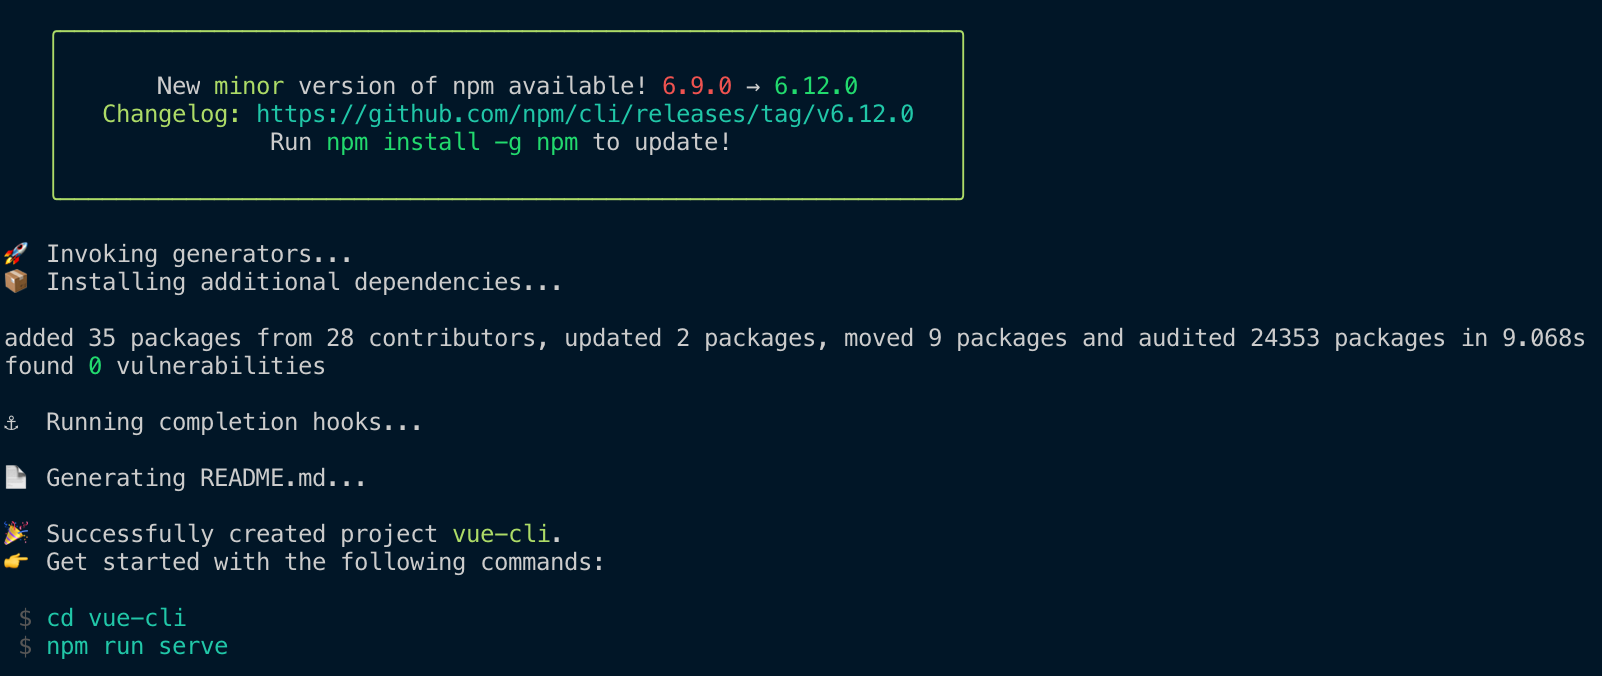 New minor version of npm available! 6.9.0 → 6.12.0
Changelog: https://github.com/npm/cli/releases/tag/v6.12.0
Run npm install -g npm to update!
🚀 Invoking generators...
📦 Installing additional dependencies...
added 35 packages from 28 contributors, updated 2 packages, moved 9 packages and audited 24353 packages in 9.068s
found 0 vulnerabilities
⚓ Running completion hooks...
📄 Generating README.md...
🎉 Successfully created project vue-cli.
👉 Get started with the following commands:
$ cd vue-cli
$ npm run serve